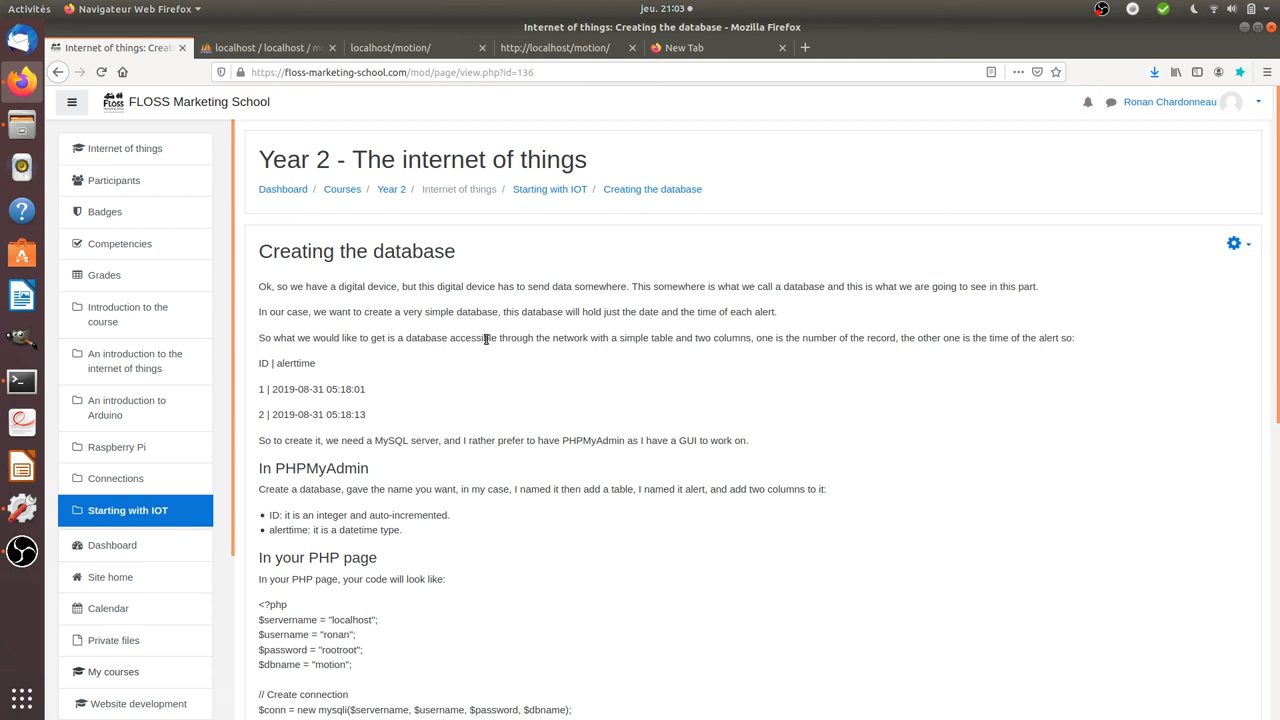 Activités
Navigateur Web Firefox
jeu. 21:03
Internet of things: Creating the database - Mozilla Firefox
Internet of things: Creat
localhost / localhost / m
localhost/motion/
http://localhost/motion/
New Tab
https://floss-marketing-school.com/mod/page/view.php?id=136
FLOSS
FLOSS Marketing School
Ronan Chardonneau
Internet of things
Participants
Badges
Competencies
Grades
Introduction to the
course
An introduction to the
internet of things
An introduction to
Arduino
Raspberry Pi
Connections
Starting with IOT
Dashboard
Site home
Calendar
Private files
My courses
Website development
Year 2 - The internet of things
Dashboard / Courses / Year 2 / Internet of things / Starting with IOT / Creating the database
Creating the database
Ok, so we have a digital device, but this digital device has to send data somewhere. This somewhere is what we call a database and this is what we are going to see in this part.
In our case, we want to create a very simple database, this database will hold just the date and the time of each alert.
So what we would like to get is a database accessible through the network with a simple table and two columns, one is the number of the record, the other one is the time of the alert so:
ID | alerttime
1 | 2019-08-31 05:18:01
2 | 2019-08-31 05:18:13
So to create it, we need a MySQL server, and I rather prefer to have PHPMyAdmin as I have a GUI to work on.
In PHPMyAdmin
Create a database, gave the name you want, in my case, I named it then add a table, I named it alert, and add two columns to it:
• ID: it is an integer and auto-incremented.
• alerttime: it is a datetime type.
In your PHP page
In your PHP page, your code will look like:
<?php
$servername = "localhost";
$username = "ronan";
$password = "rootroot";
$dbname = "motion";
// Create connection
$conn = new mysqli($servername, $username, $password, $dbname);